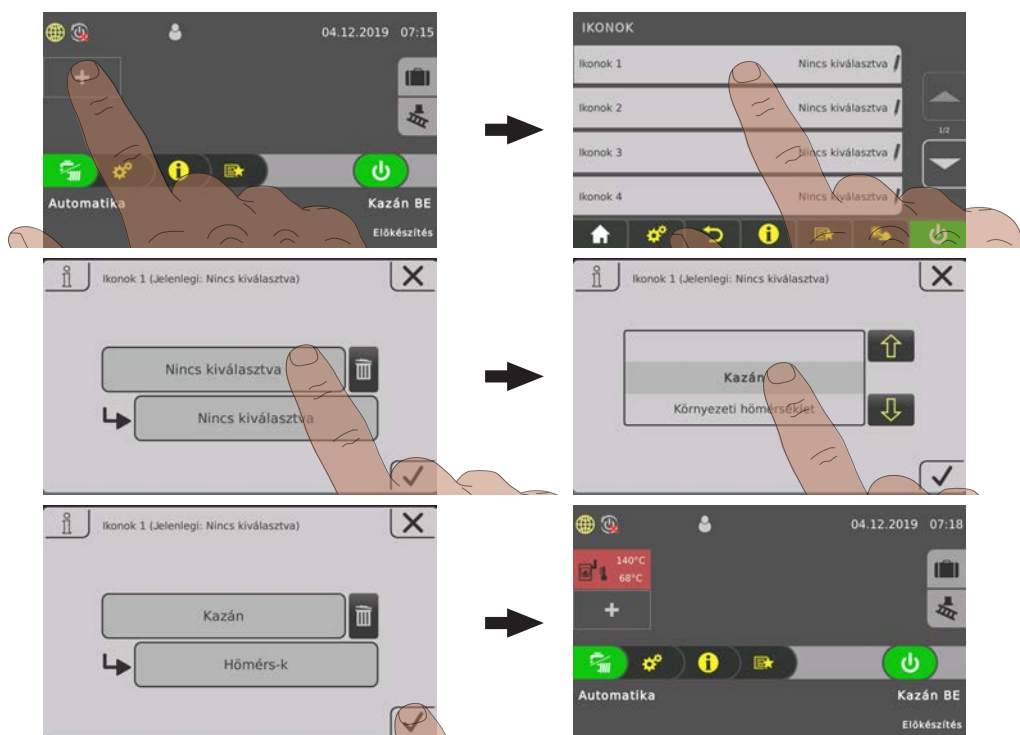 04.12.2019 07:15
+
Automatika
Kazán BE
Előkészítés
IKONOK
Ikonok 1 Nincs kiválasztva
Ikonok 2 Nincs kiválasztva
Ikonok 3 Nincs kiválasztva
Ikonok 4 Nincs kiválasztva
1/2
Ikonok 1 (Jelenlegi: Nincs kiválasztva)
Nincs kiválasztva
Nincs kiválasztva
Ikonok 1 (Jelenlegi: Nincs kiválasztva)
Kazán
Környezeti hőmérséklet
Ikonok 1 (Jelenlegi: Nincs kiválasztva)
Kazán
Hőmérs-k
04.12.2019 07:18
140°C
68°C
+
Automatika
Kazán BE
Előkészítés